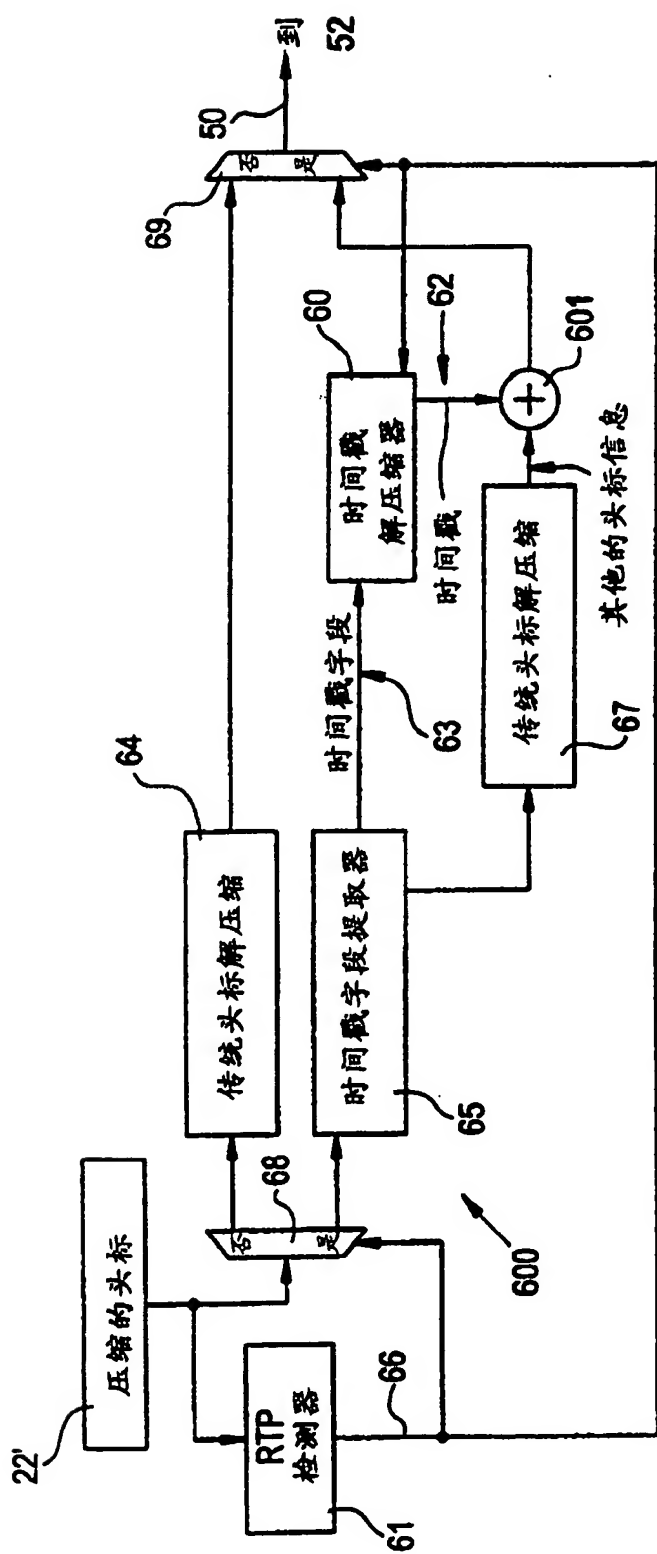 22'
压缩的头标
RTP
检测器
61
66
否
是
68
600
64
传统头标解压缩
时间戳字段提取器
65
时间戳字段
63
60
时间戳
解压缩器
62
时间戳
传统头标解压缩
67
其他的头标信息
+
601
69
否
是
50
到
52